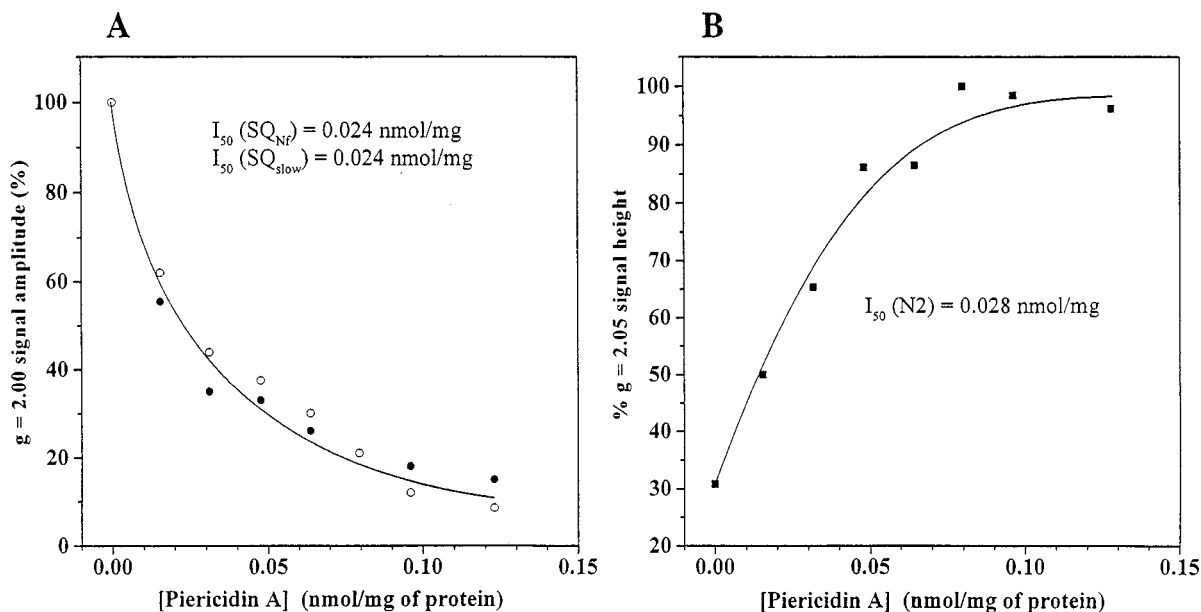 A
B
g = 2.00 signal amplitude (%)
100
80
60
40
20
0
I50 (SQNf) = 0.024 nmol/mg
I50 (SQslow) = 0.024 nmol/mg
0.00 0.05 0.10 0.15
[Piericidin A] (nmol/mg of protein)
% g = 2.05 signal height
100
90
80
70
60
50
40
30
20
I50 (N2) = 0.028 nmol/mg
0.00 0.05 0.10 0.15
[Piericidin A] (nmol/mg of protein)